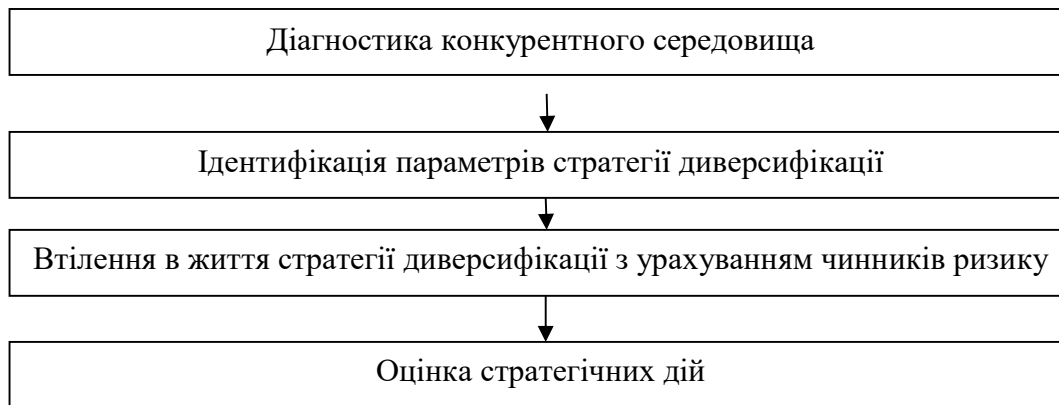 Діагностика конкурентного середовища
Ідентифікація параметрів стратегії диверсифікації
Втілення в життя стратегії диверсифікації з урахуванням чинників ризику
Оцінка стратегічних дій